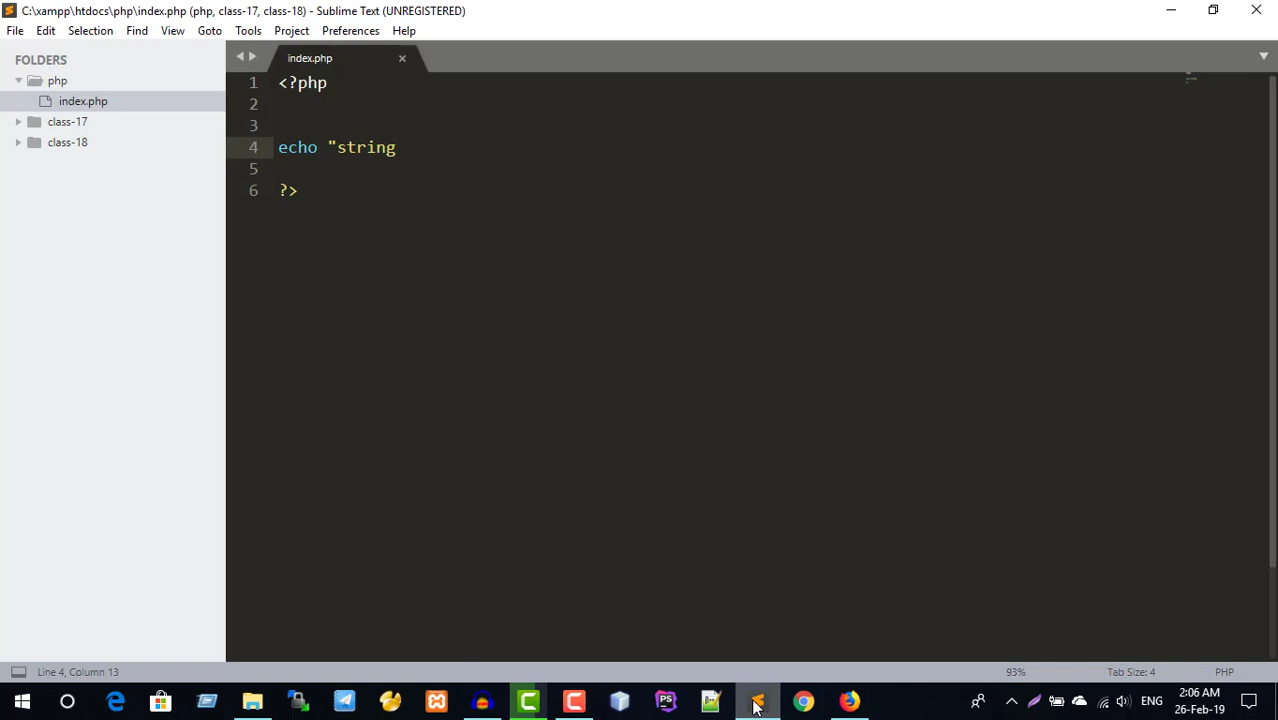 C:\xampp\htdocs\php\index.php (php, class-17, class-18) - Sublime Text (UNREGISTERED)
File Edit Selection Find View Goto Tools Project Preferences Help
FOLDERS
php
index.php
class-17
class-18
index.php
1 <?php
2
3
4 echo "string
5
6 ?>
Line 4, Column 13
93%
Tab Size: 4
PHP
ENG
2:06 AM
26-Feb-19